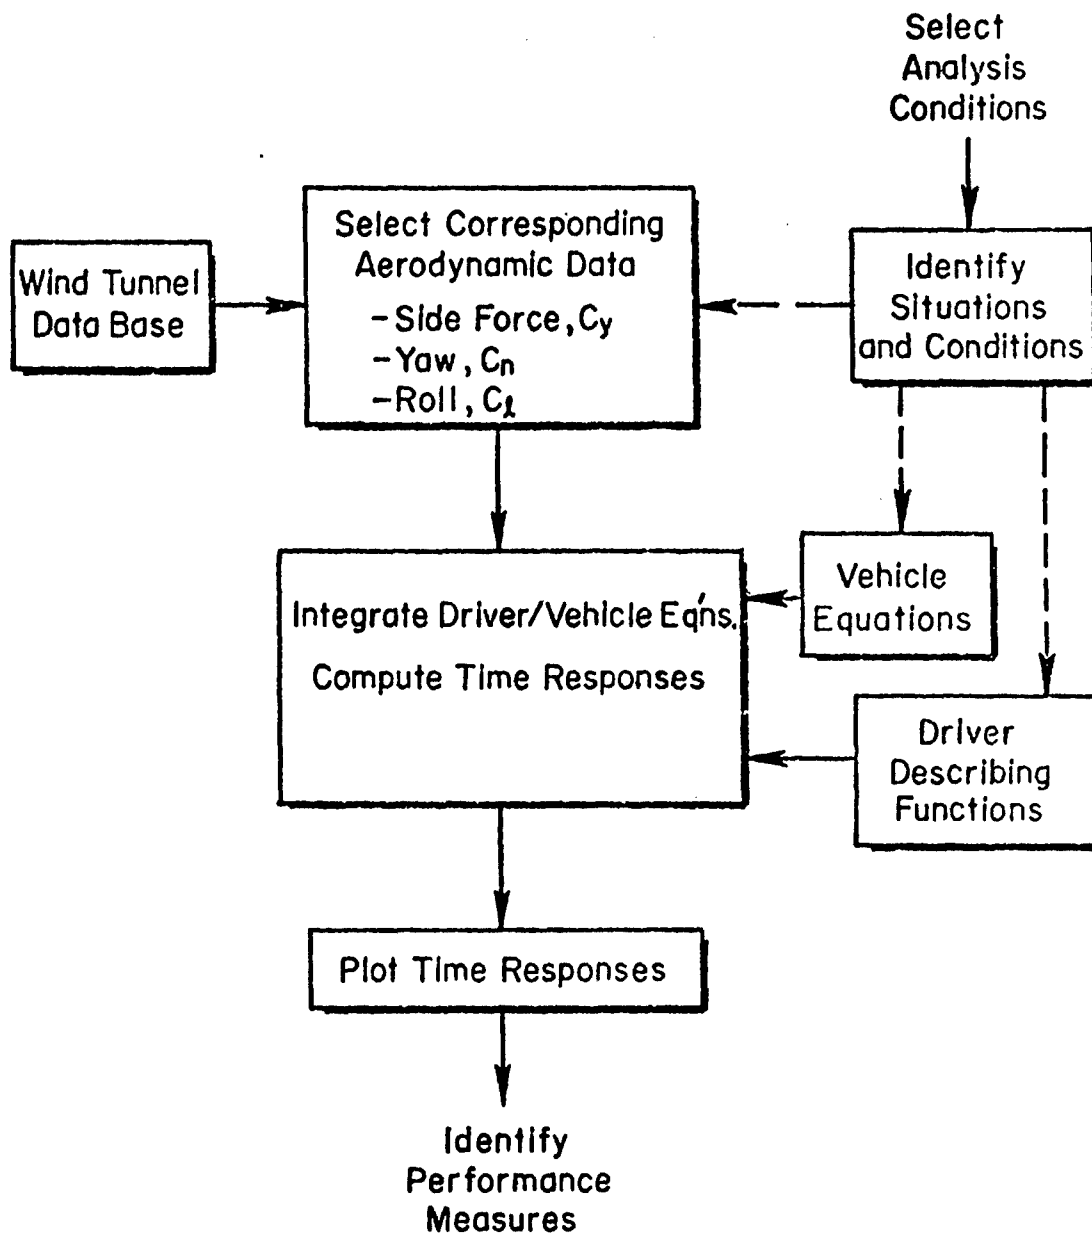 Select
Analysis
Conditions
Select Corresponding
Aerodynamic Data
-Side Force, Cy
-Yaw, Cn
-Roll, Cℓ
Wind Tunnel
Data Base
Identify
Situations
and Conditions
Integrate Driver/Vehicle Eq'ns.
Compute Time Responses
Vehicle
Equations
Driver
Describing
Functions
Plot Time Responses
Identify
Performance
Measures